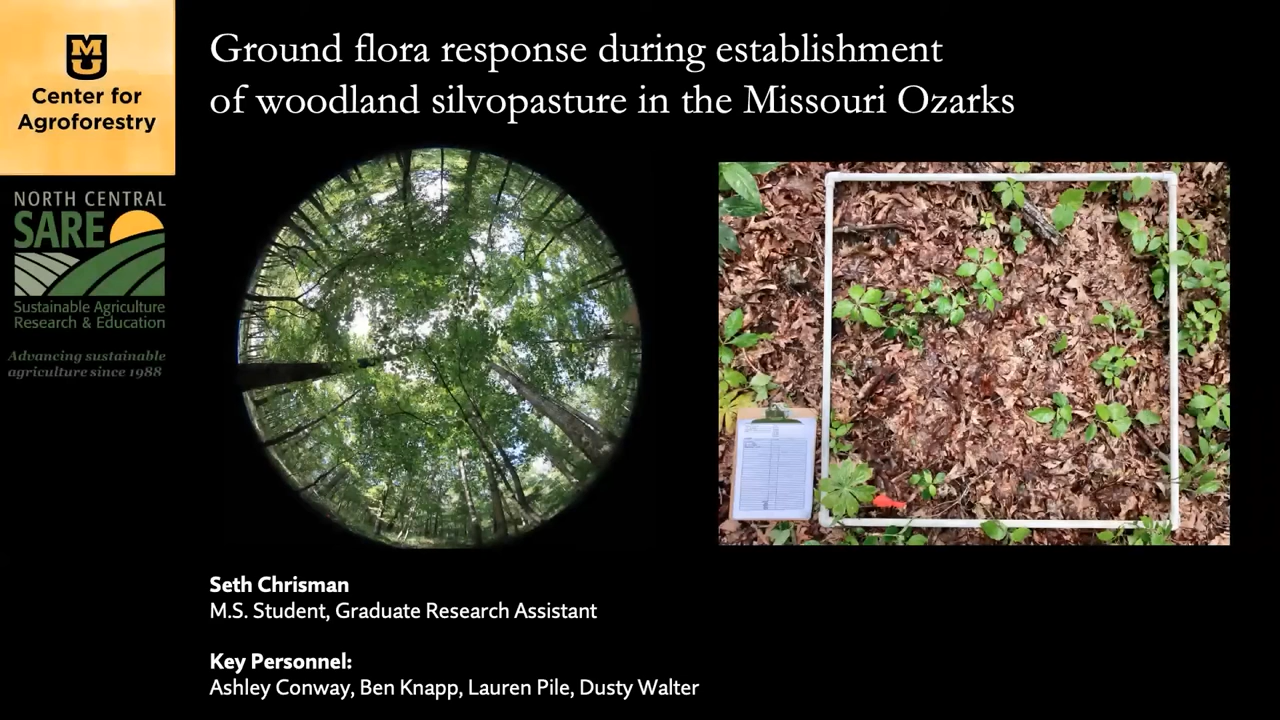 MU
Center for
Agroforestry
NORTH CENTRAL
SARE
Sustainable Agriculture
Research & Education
Advancing sustainable
agriculture since 1988
Ground flora response during establishment
of woodland silvopasture in the Missouri Ozarks
Seth Chrisman
M.S. Student, Graduate Research Assistant
Key Personnel:
Ashley Conway, Ben Knapp, Lauren Pile, Dusty Walter